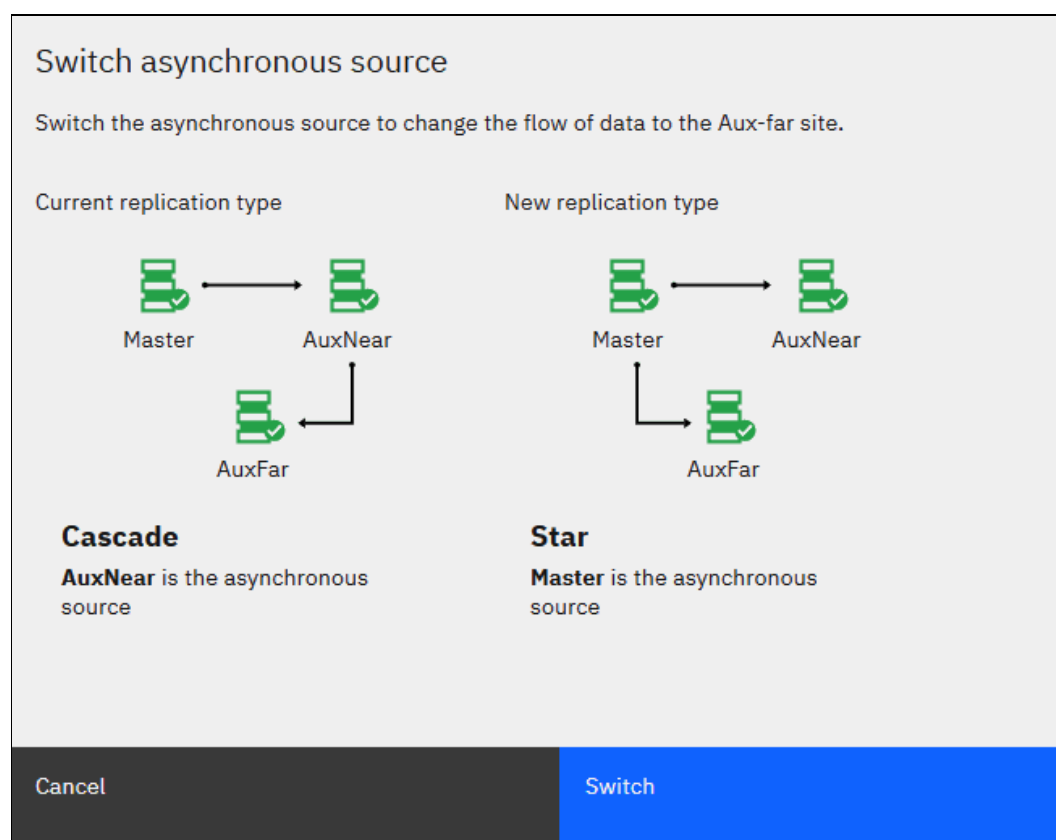 Switch asynchronous source
Switch the asynchronous source to change the flow of data to the Aux-far site.
Current replication type
New replication type
Master
AuxNear
AuxFar
Master
AuxNear
AuxFar
Cascade
AuxNear is the asynchronous
source
Star
Master is the asynchronous
source
Cancel
Switch